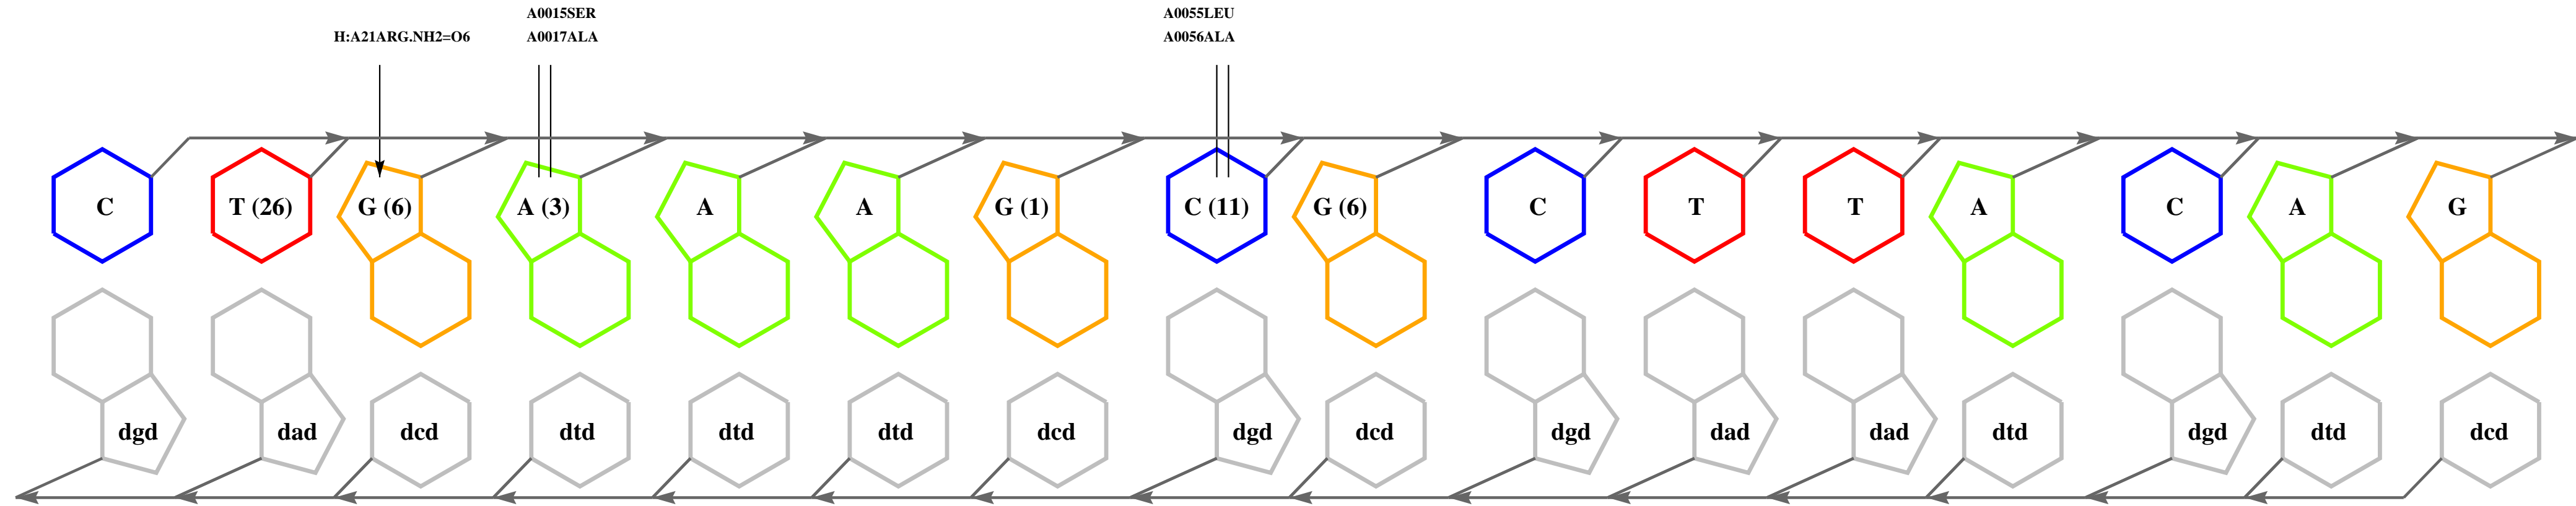 A0015SER A0055LEU
H:A21ARG.NH2=O6 A0017ALA A0056ALA
C T (26) G (6) A (3) A A G (1) C (11) G (6) C T T A C A G
dgd dad dcd dtd dtd dtd dcd dgd dcd dgd dad dad dtd dgd dtd dcd